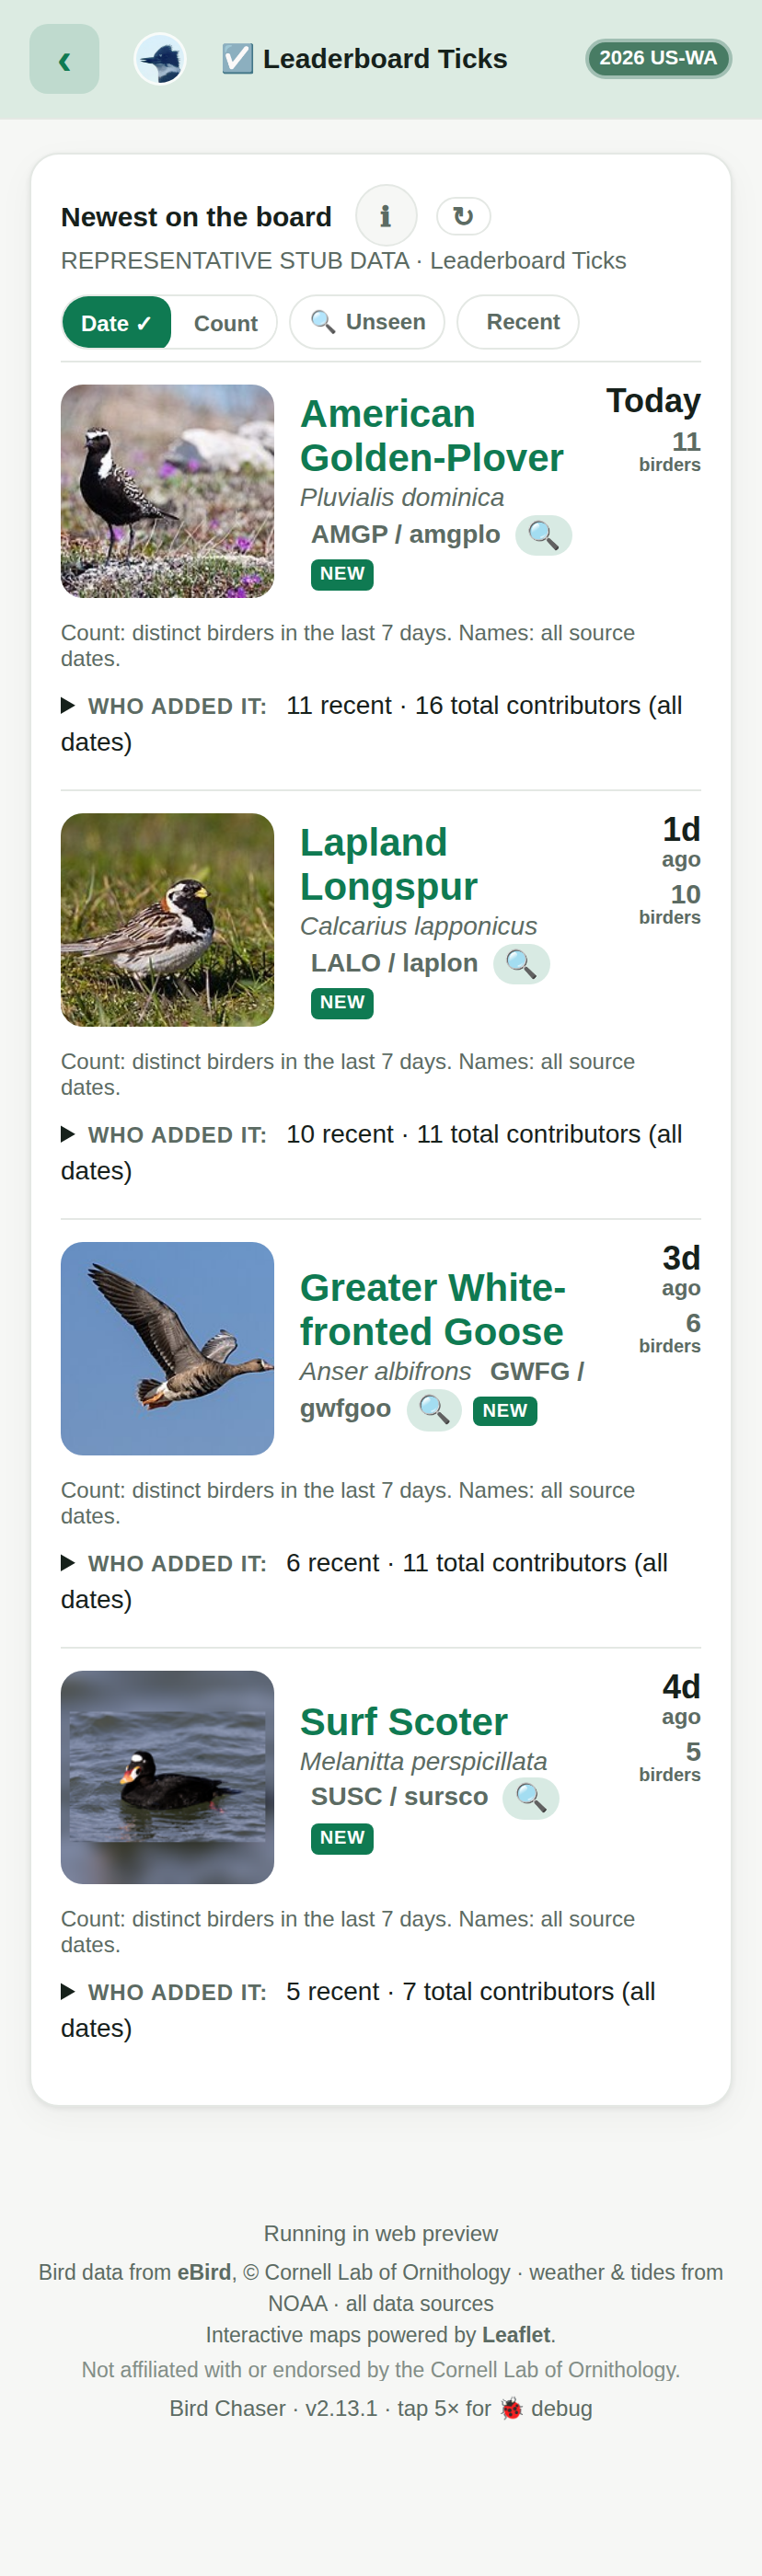 ‹ ☑ Leaderboard Ticks 2026 US-WA
Newest on the board ℹ ↻
REPRESENTATIVE STUB DATA · Leaderboard Ticks
Date ✓ Count 🔍 Unseen Recent
American
Golden-Plover
Pluvialis dominica
AMGP / amgplo 🔍
NEW
Today
11
birders
Count: distinct birders in the last 7 days. Names: all source
dates.
▶ WHO ADDED IT: 11 recent · 16 total contributors (all
dates)
Lapland
Longspur
Calcarius lapponicus
LALO / laplon 🔍
NEW
1d
ago
10
birders
Count: distinct birders in the last 7 days. Names: all source
dates.
▶ WHO ADDED IT: 10 recent · 11 total contributors (all
dates)
Greater White-
fronted Goose
Anser albifrons GWFG /
gwfgoo 🔍 NEW
3d
ago
6
birders
Count: distinct birders in the last 7 days. Names: all source
dates.
▶ WHO ADDED IT: 6 recent · 11 total contributors (all
dates)
Surf Scoter
Melanitta perspicillata
SUSC / sursco 🔍
NEW
4d
ago
5
birders
Count: distinct birders in the last 7 days. Names: all source
dates.
▶ WHO ADDED IT: 5 recent · 7 total contributors (all
dates)
Running in web preview
Bird data from eBird, © Cornell Lab of Ornithology · weather & tides from
NOAA · all data sources
Interactive maps powered by Leaflet.
Not affiliated with or endorsed by the Cornell Lab of Ornithology.
Bird Chaser · v2.13.1 · tap 5× for 🐞 debug